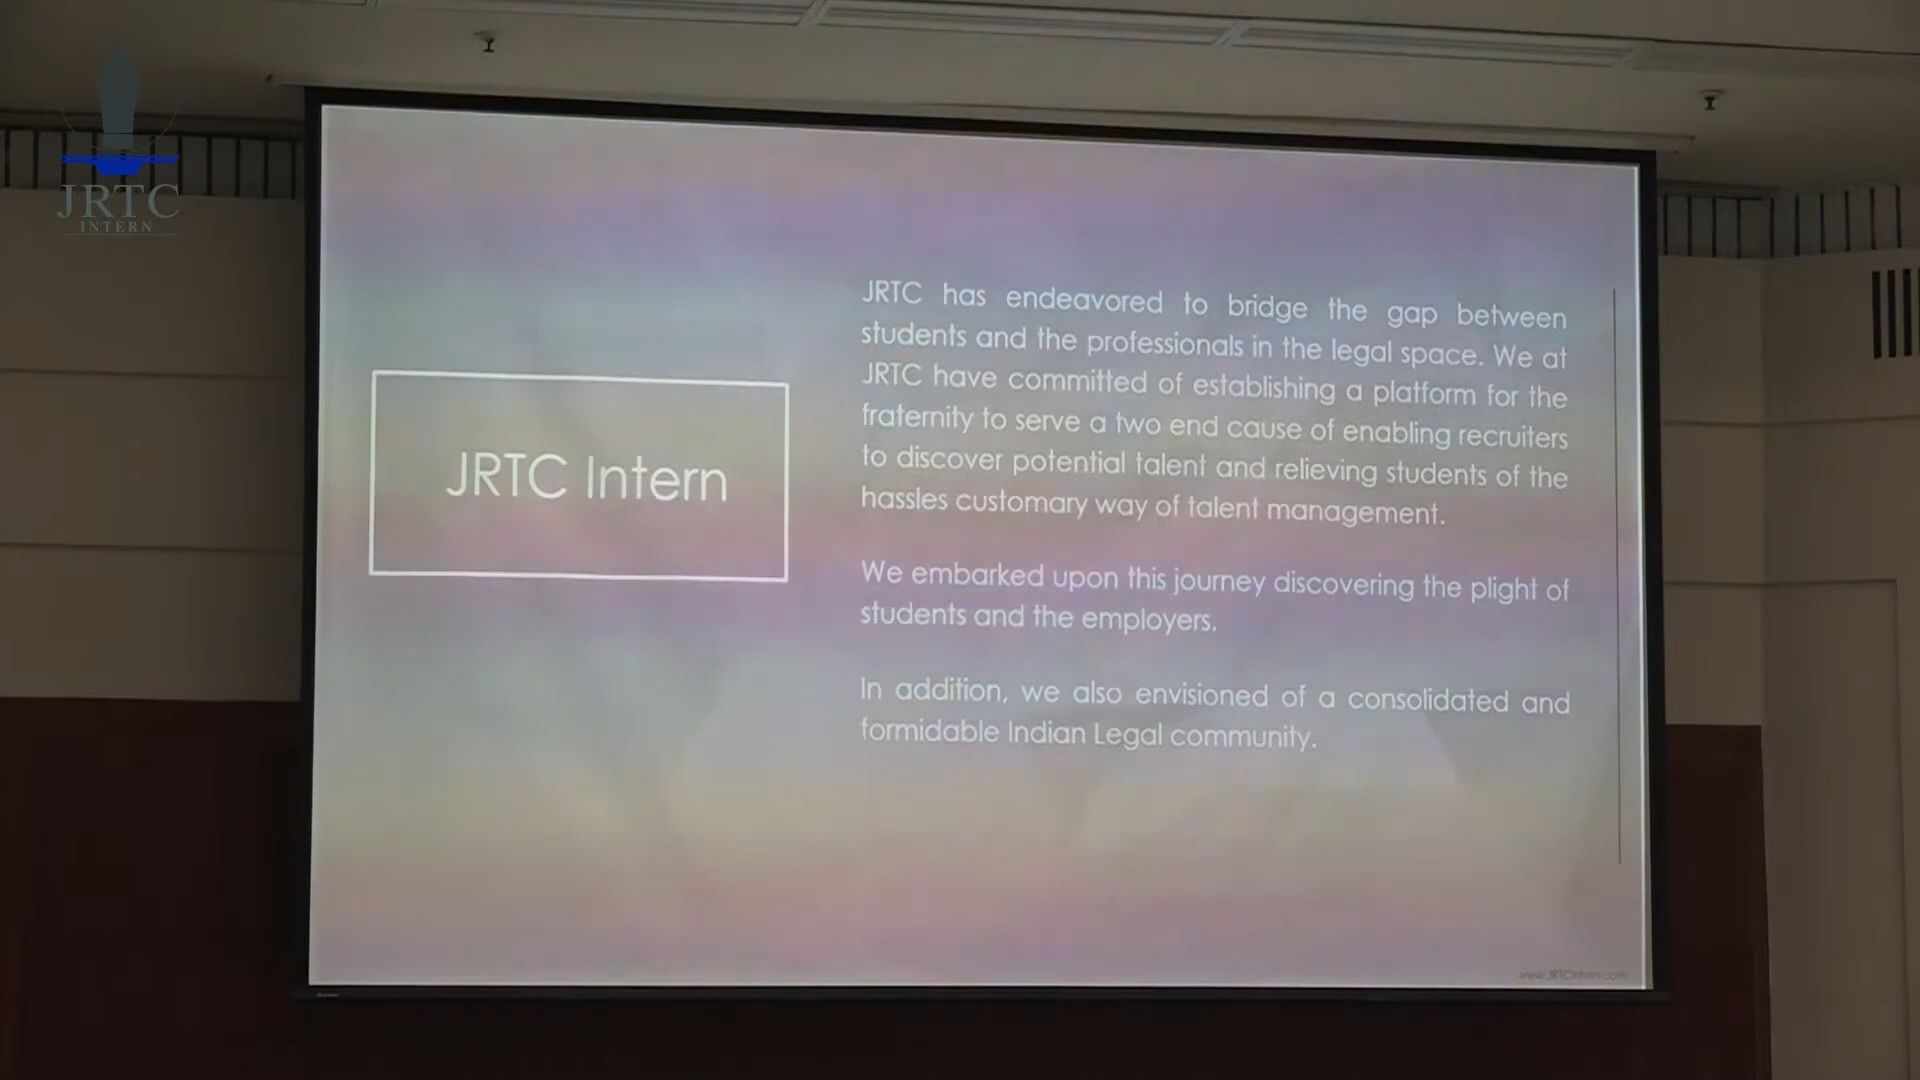 JRTC
INTERN
JRTC Intern
JRTC has endeavored to bridge the gap between
students and the professionals in the legal space. We at
JRTC have committed of establishing a platform for the
fraternity to serve a two end cause of enabling recruiters
to discover potential talent and relieving students of the
hassles customary way of talent management.
We embarked upon this journey discovering the plight of
students and the employers.
In addition, we also envisioned of a consolidated and
formidable Indian Legal community.
www.JRTCIntern.com